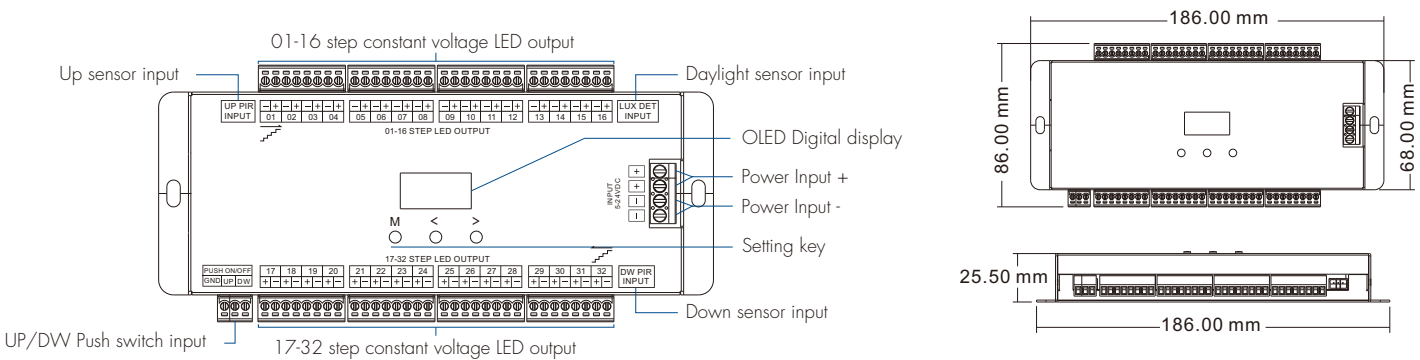 01-16 step constant voltage LED output
Up sensor input
Daylight sensor input
UP PIR
INPUT
- + - + - + - +
01 02 03 04
- + - + - + - +
05 06 07 08
- + - + - + - +
09 10 11 12
- + - + - + - +
13 14 15 16
LUX DET
INPUT
01-16 STEP LED OUTPUT
OLED Digital display
INPUT
5-24VDC
+
+
-
-
Power Input +
Power Input -
M < >
Setting key
17-32 STEP LED OUTPUT
PUSH ON/OFF
GND UP DW
17 18 19 20
+ - + - + - + -
21 22 23 24
+ - + - + - + -
25 26 27 28
+ - + - + - + -
29 30 31 32
+ - + - + - + -
DW PIR
INPUT
Down sensor input
UP/DW Push switch input
17-32 step constant voltage LED output
186.00 mm
86.00 mm
68.00 mm
25.50 mm
186.00 mm